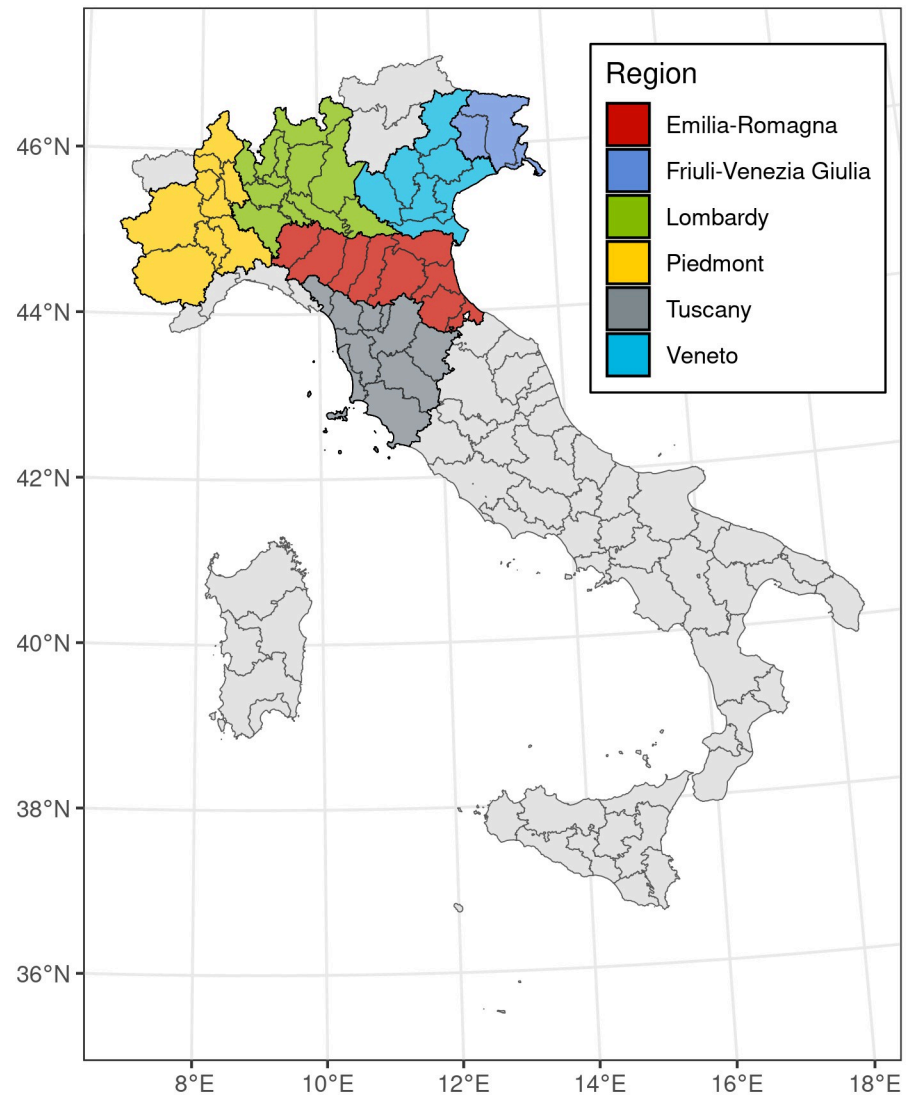 Region
Emilia-Romagna
Friuli-Venezia Giulia
Lombardy
Piedmont
Tuscany
Veneto
46°N
44°N
42°N
40°N
38°N
36°N
8°E 10°E 12°E 14°E 16°E 18°E